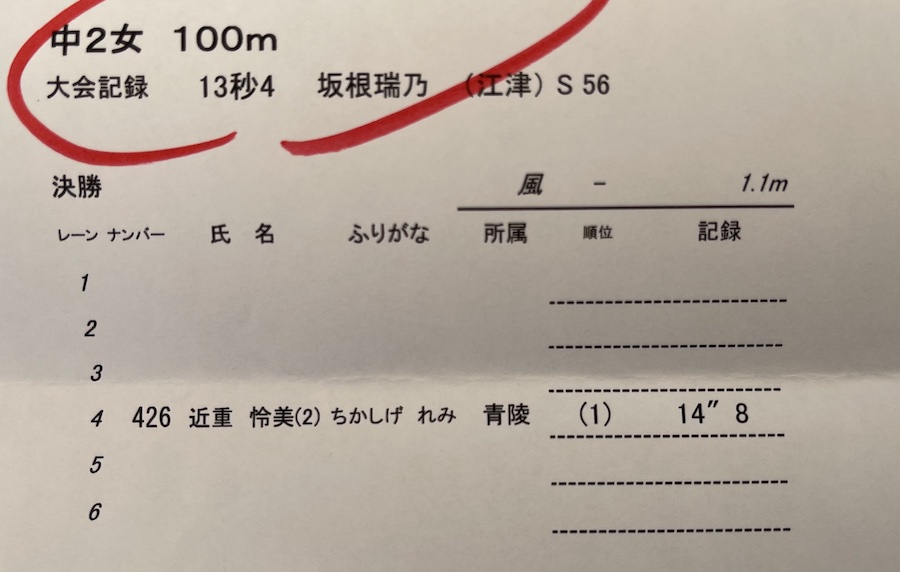 中2女 100m
大会記録 13秒4 坂根瑞乃 (江津) S 56
決勝 風 − 1.1m
レーン ナンバー 氏 名 ふりがな 所属 順位 記録
1
2
3
4 426 近重 怜美(2) ちかしげ れみ 青陵 (1) 14″ 8
5
6